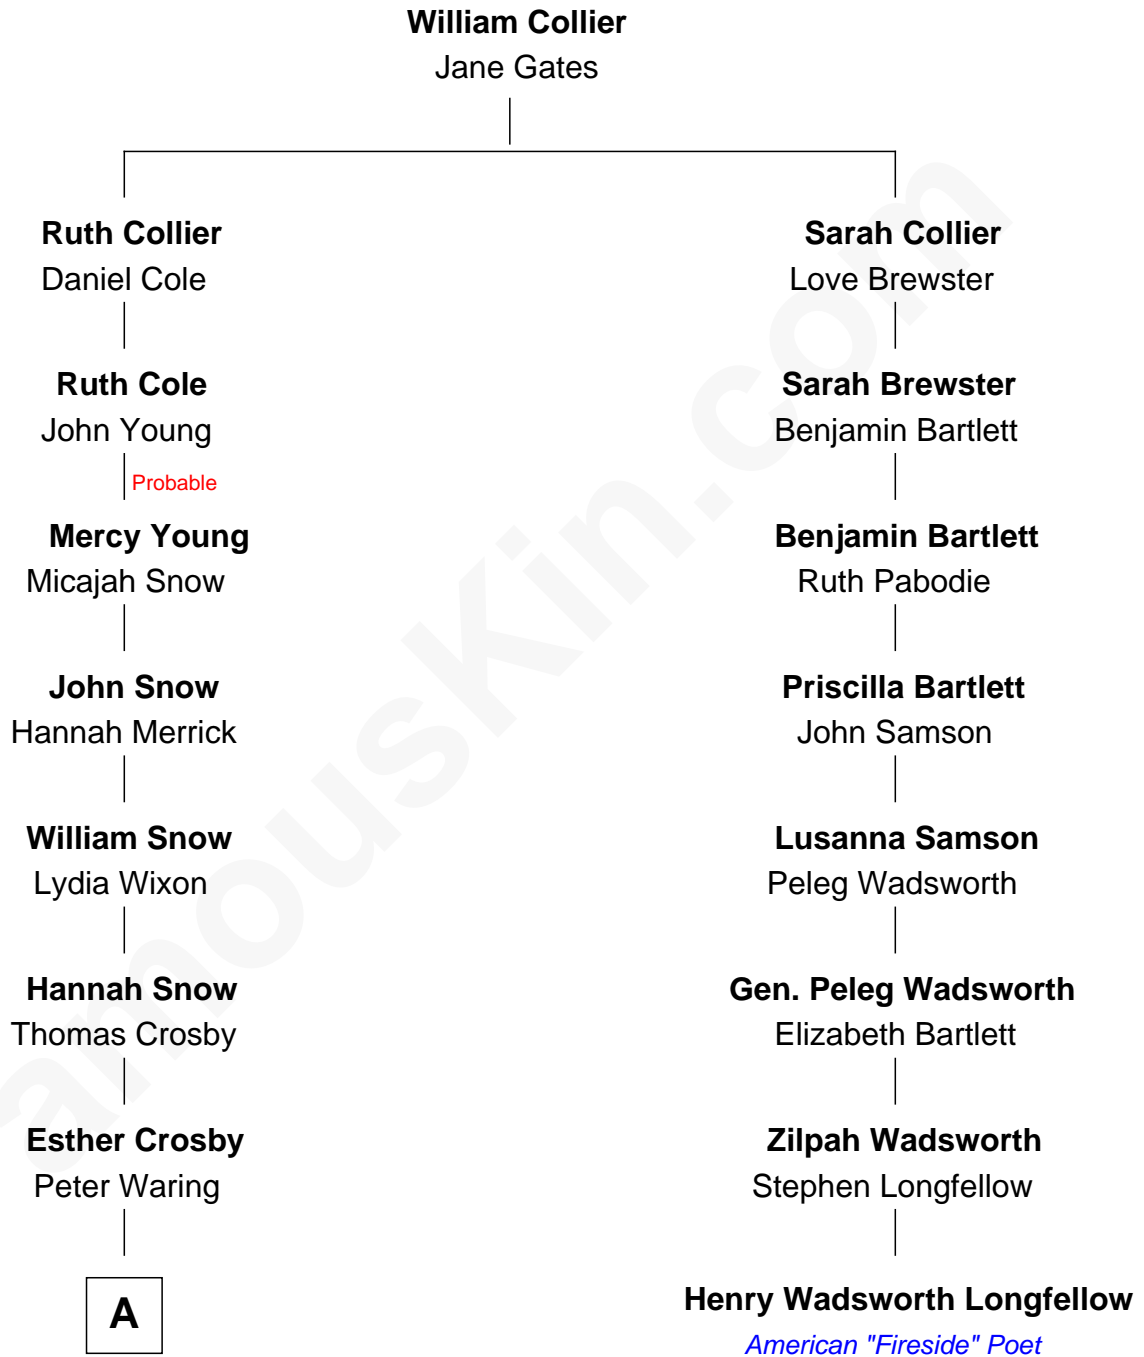 William Collier
Jane Gates
Ruth Collier
Daniel Cole
Sarah Collier
Love Brewster
Ruth Cole
John Young
Sarah Brewster
Benjamin Bartlett
Probable
Mercy Young
Micajah Snow
Benjamin Bartlett
Ruth Pabodie
John Snow
Hannah Merrick
Priscilla Bartlett
John Samson
William Snow
Lydia Wixon
Lusanna Samson
Peleg Wadsworth
Hannah Snow
Thomas Crosby
Gen. Peleg Wadsworth
Elizabeth Bartlett
Esther Crosby
Peter Waring
Zilpah Wadsworth
Stephen Longfellow
A
Henry Wadsworth Longfellow
American "Fireside" Poet
amousKin.com